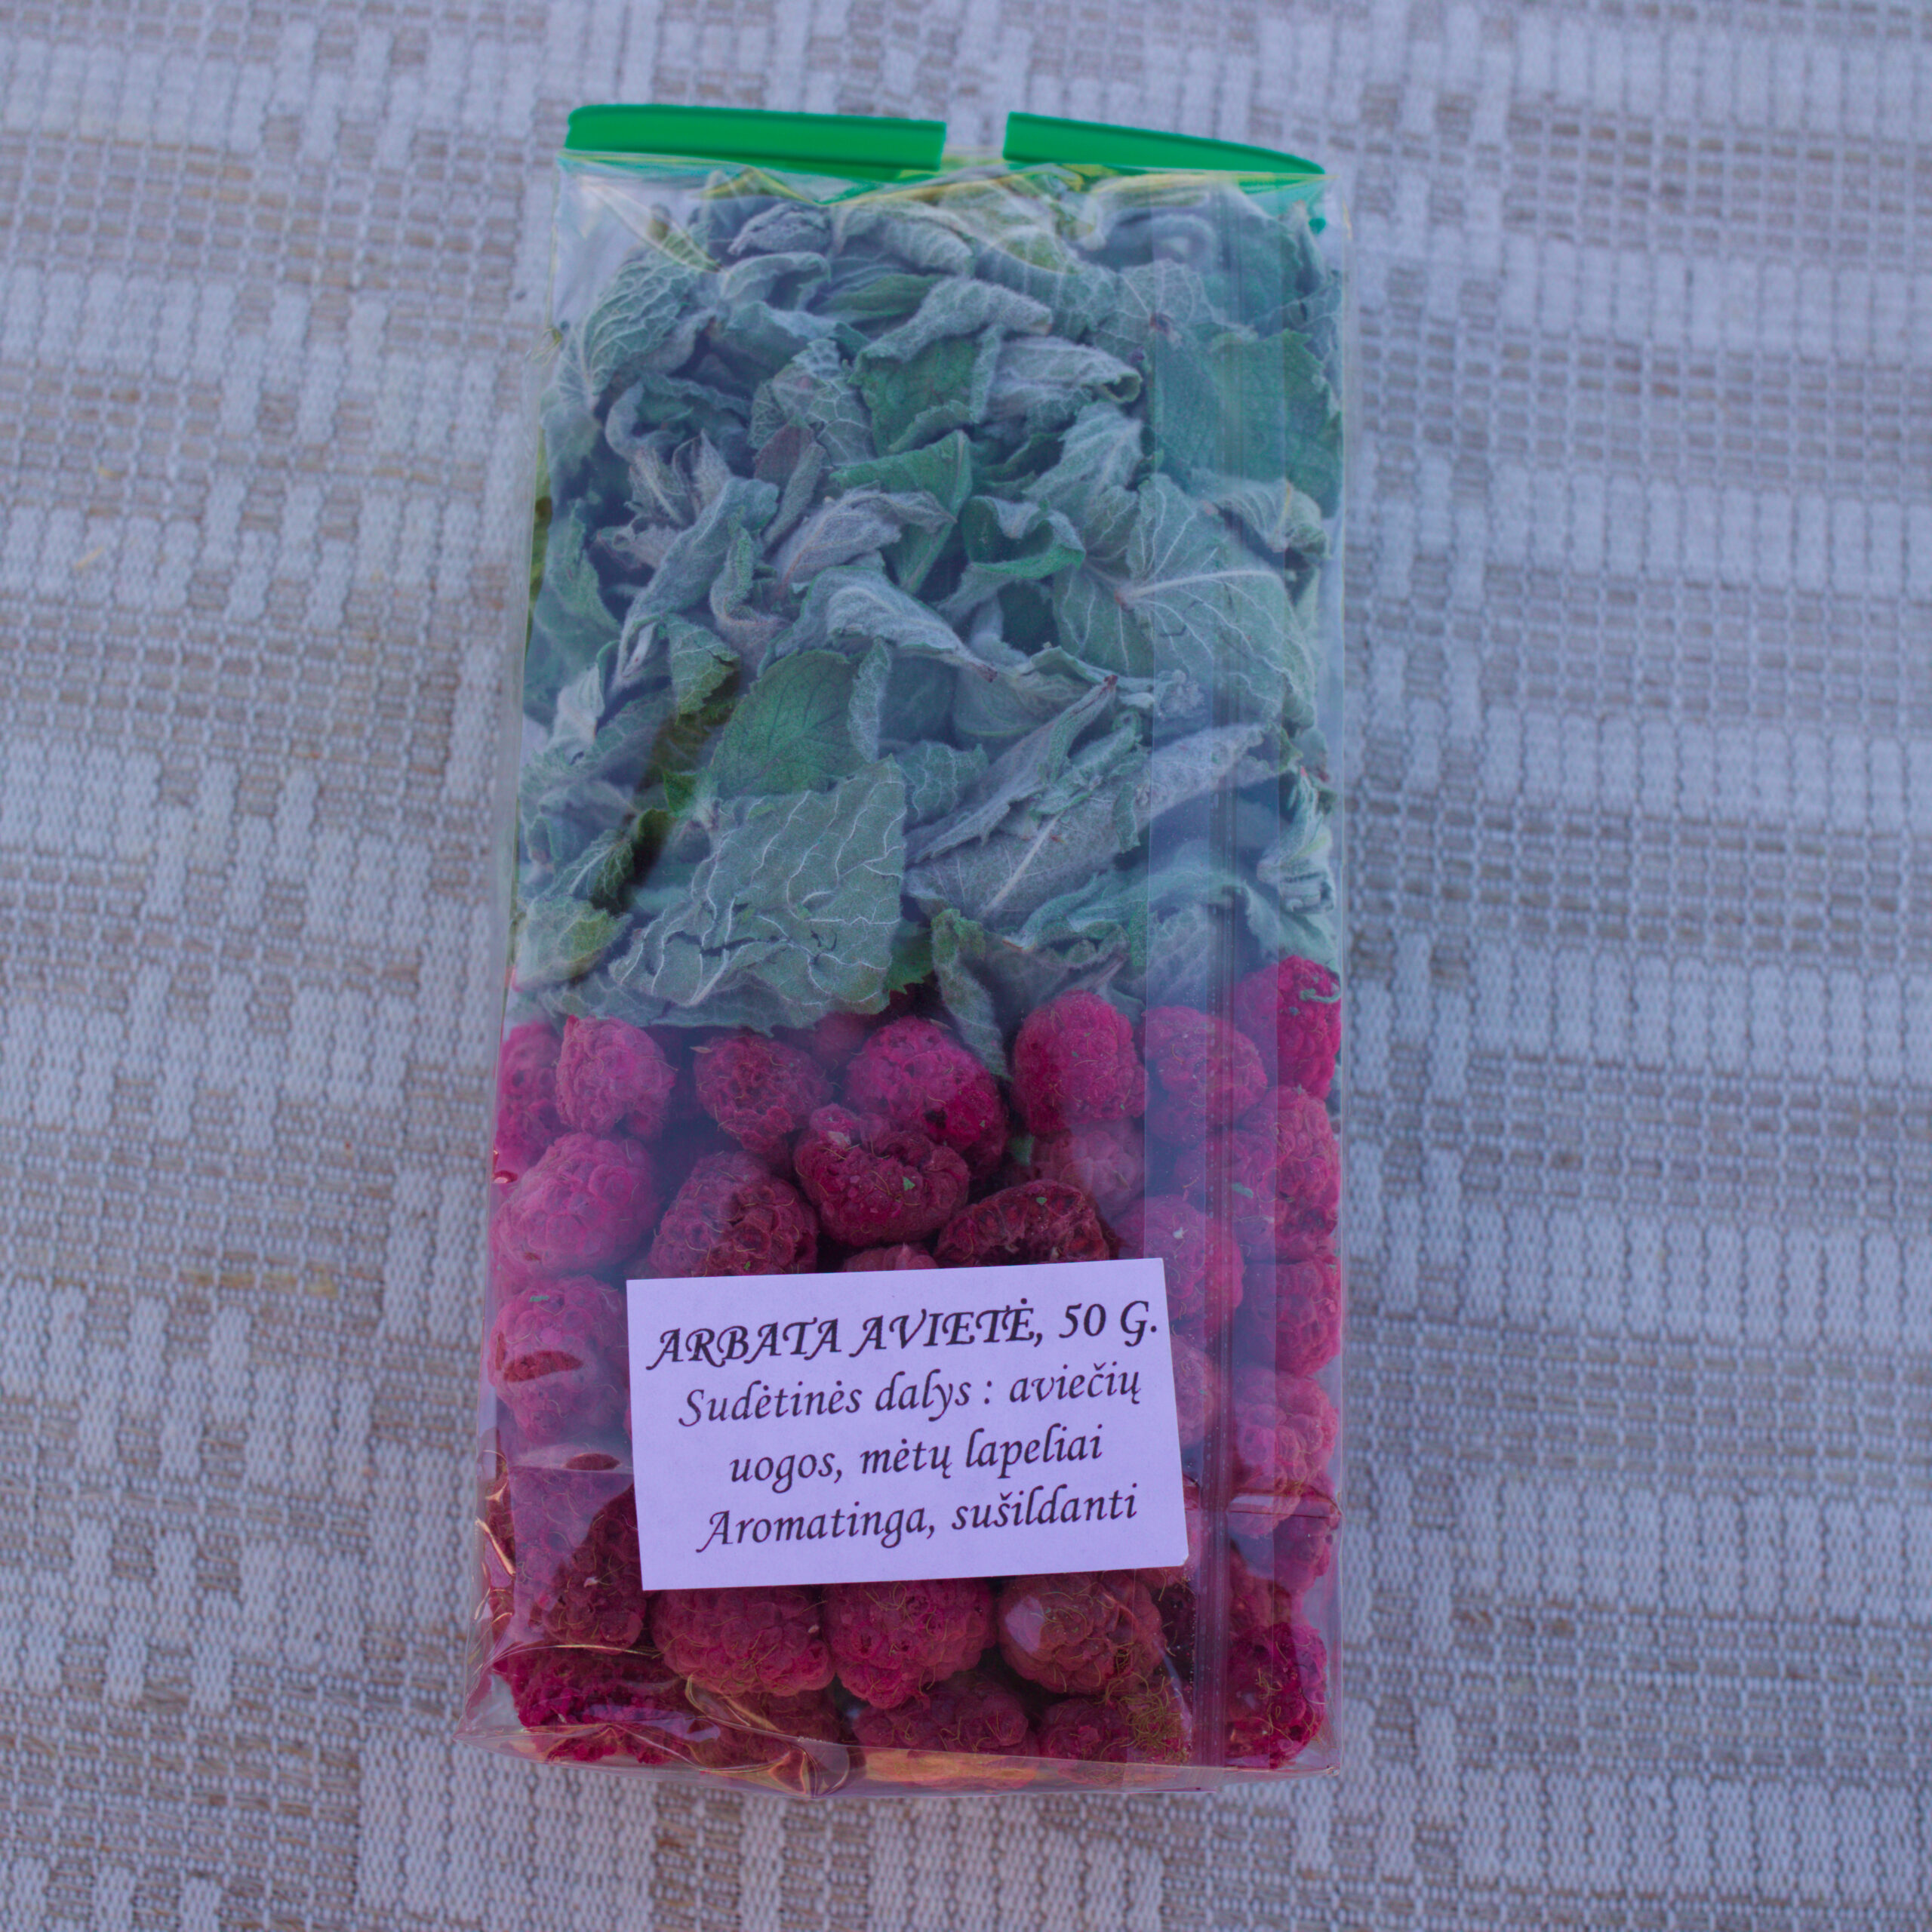 ARBATA AVIETĖ, 50 G.
Sudėtinės dalys : aviečių
uogos, mėtų lapeliai
Aromatinga, sušildanti